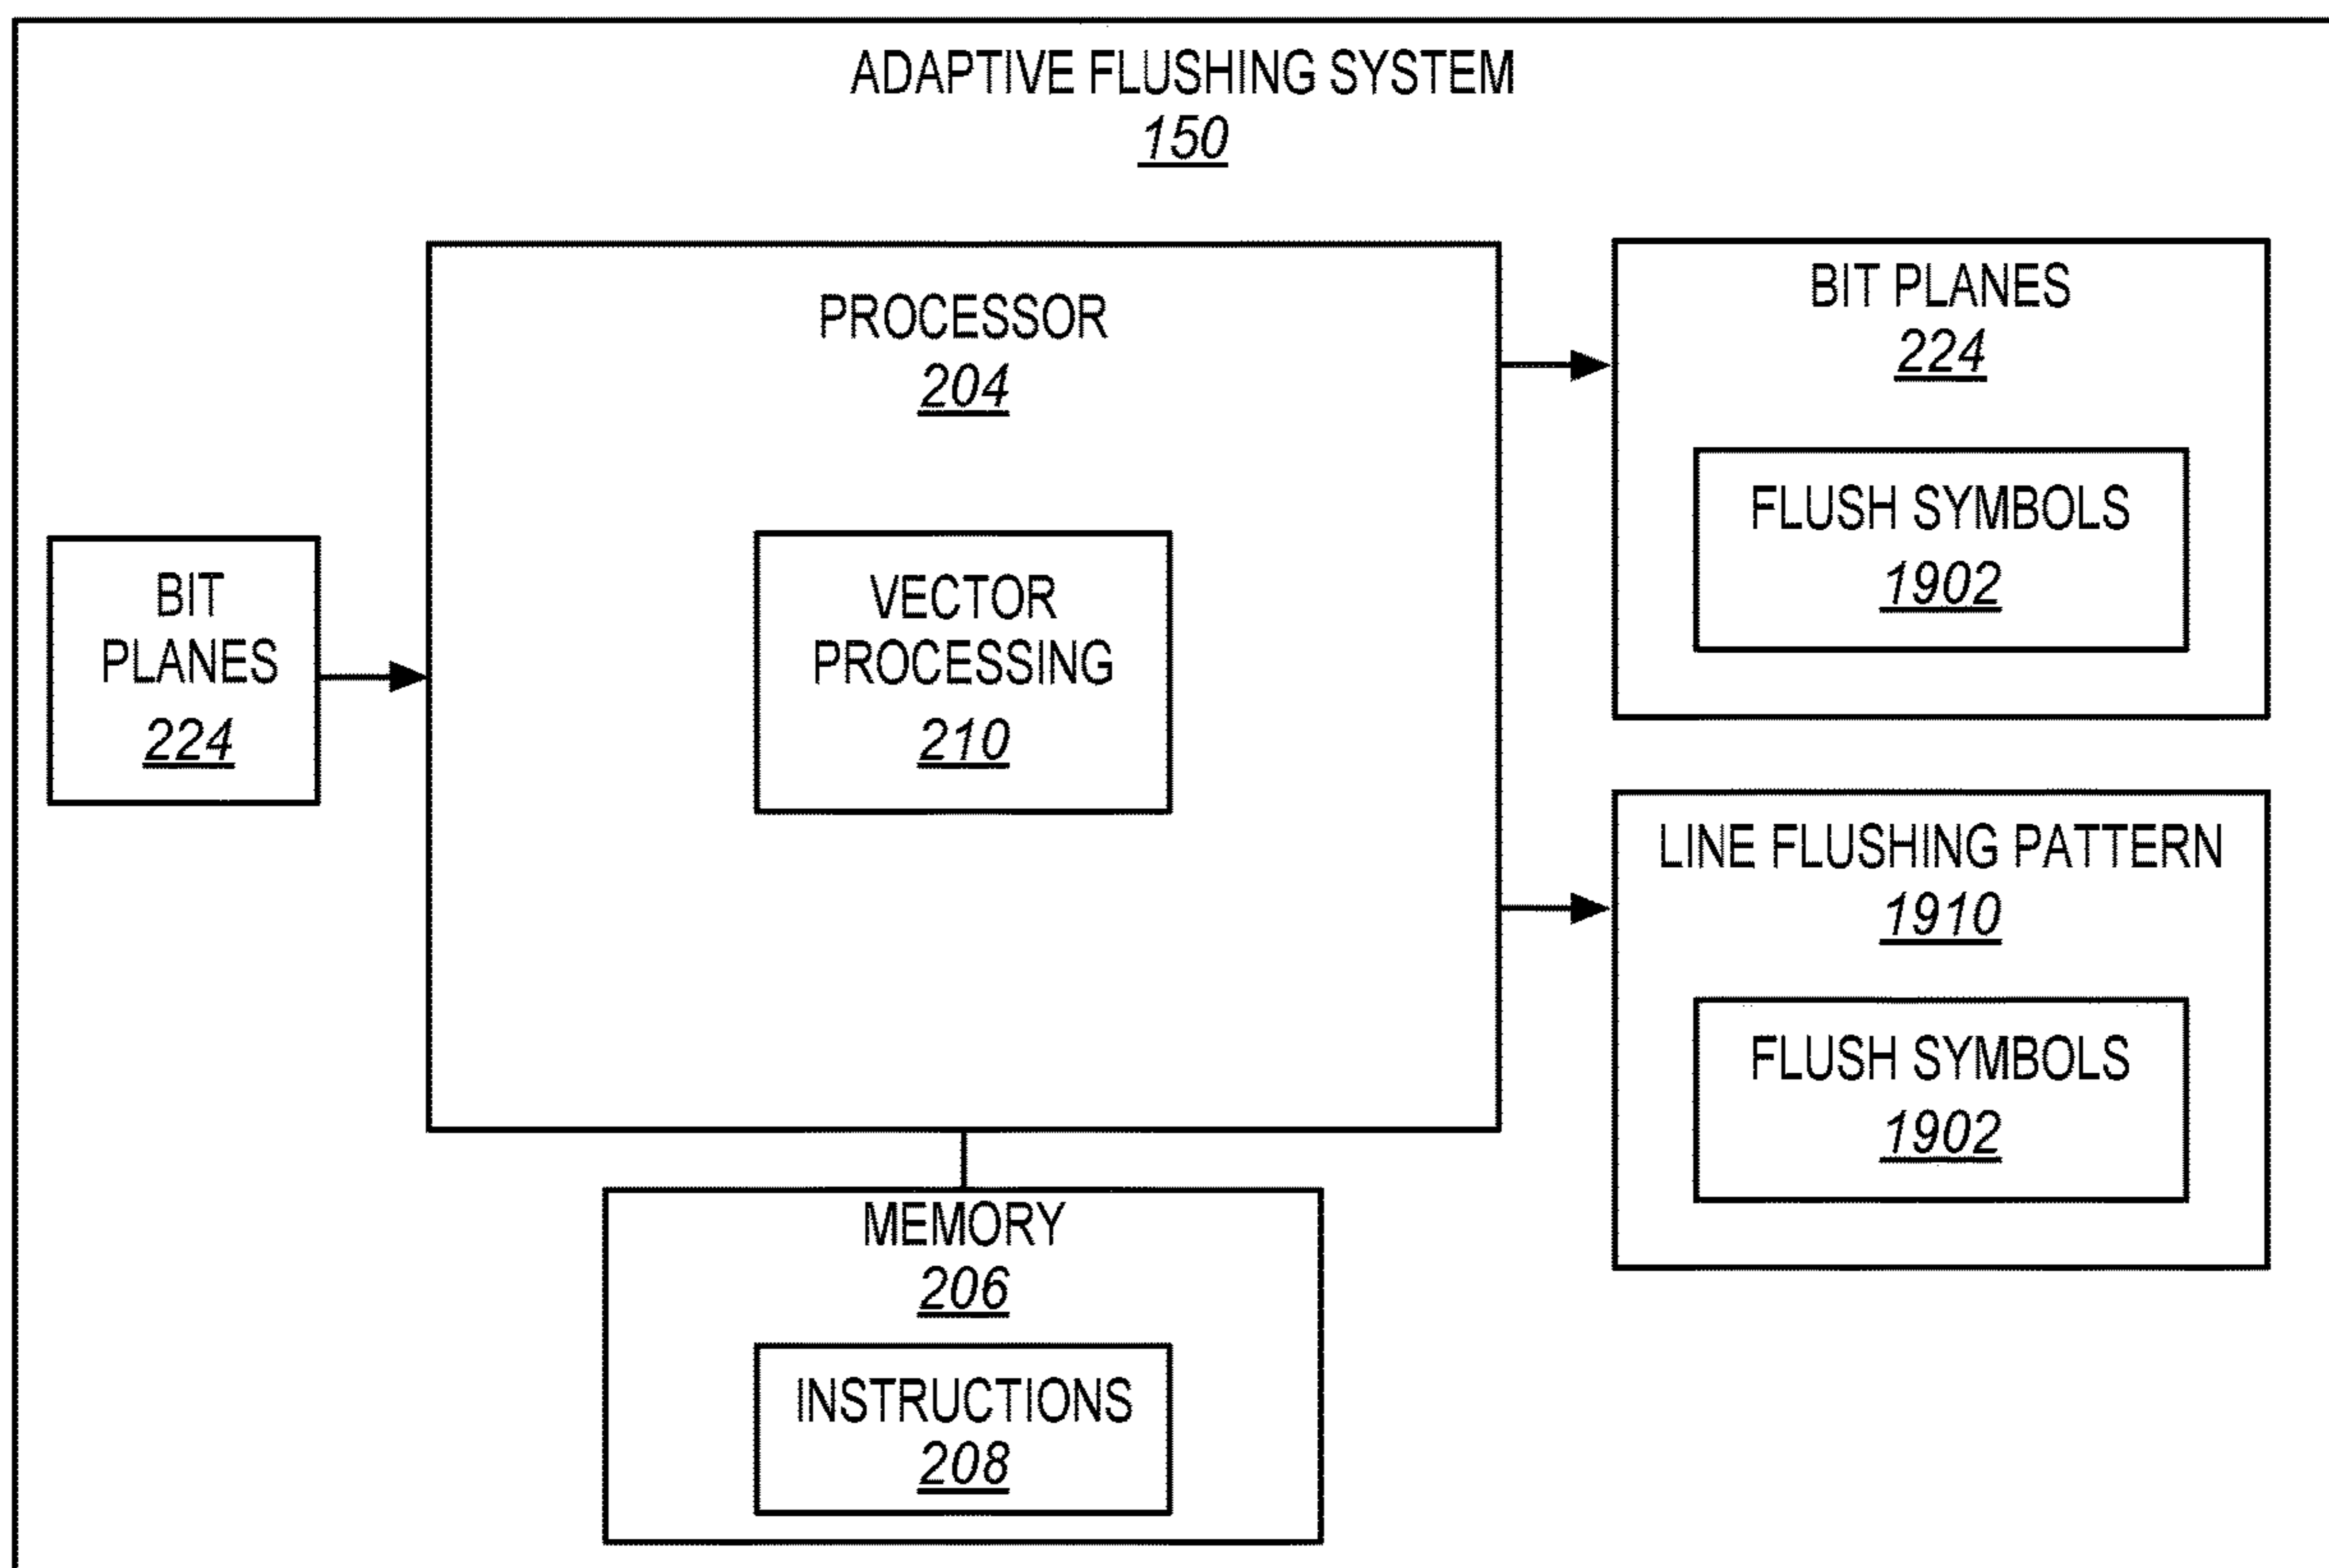 ADAPTIVE FLUSHING SYSTEM
150
BIT
PLANES
224
PROCESSOR
204
VECTOR
PROCESSING
210
BIT PLANES
224
FLUSH SYMBOLS
1902
LINE FLUSHING PATTERN
1910
FLUSH SYMBOLS
1902
MEMORY
206
INSTRUCTIONS
208